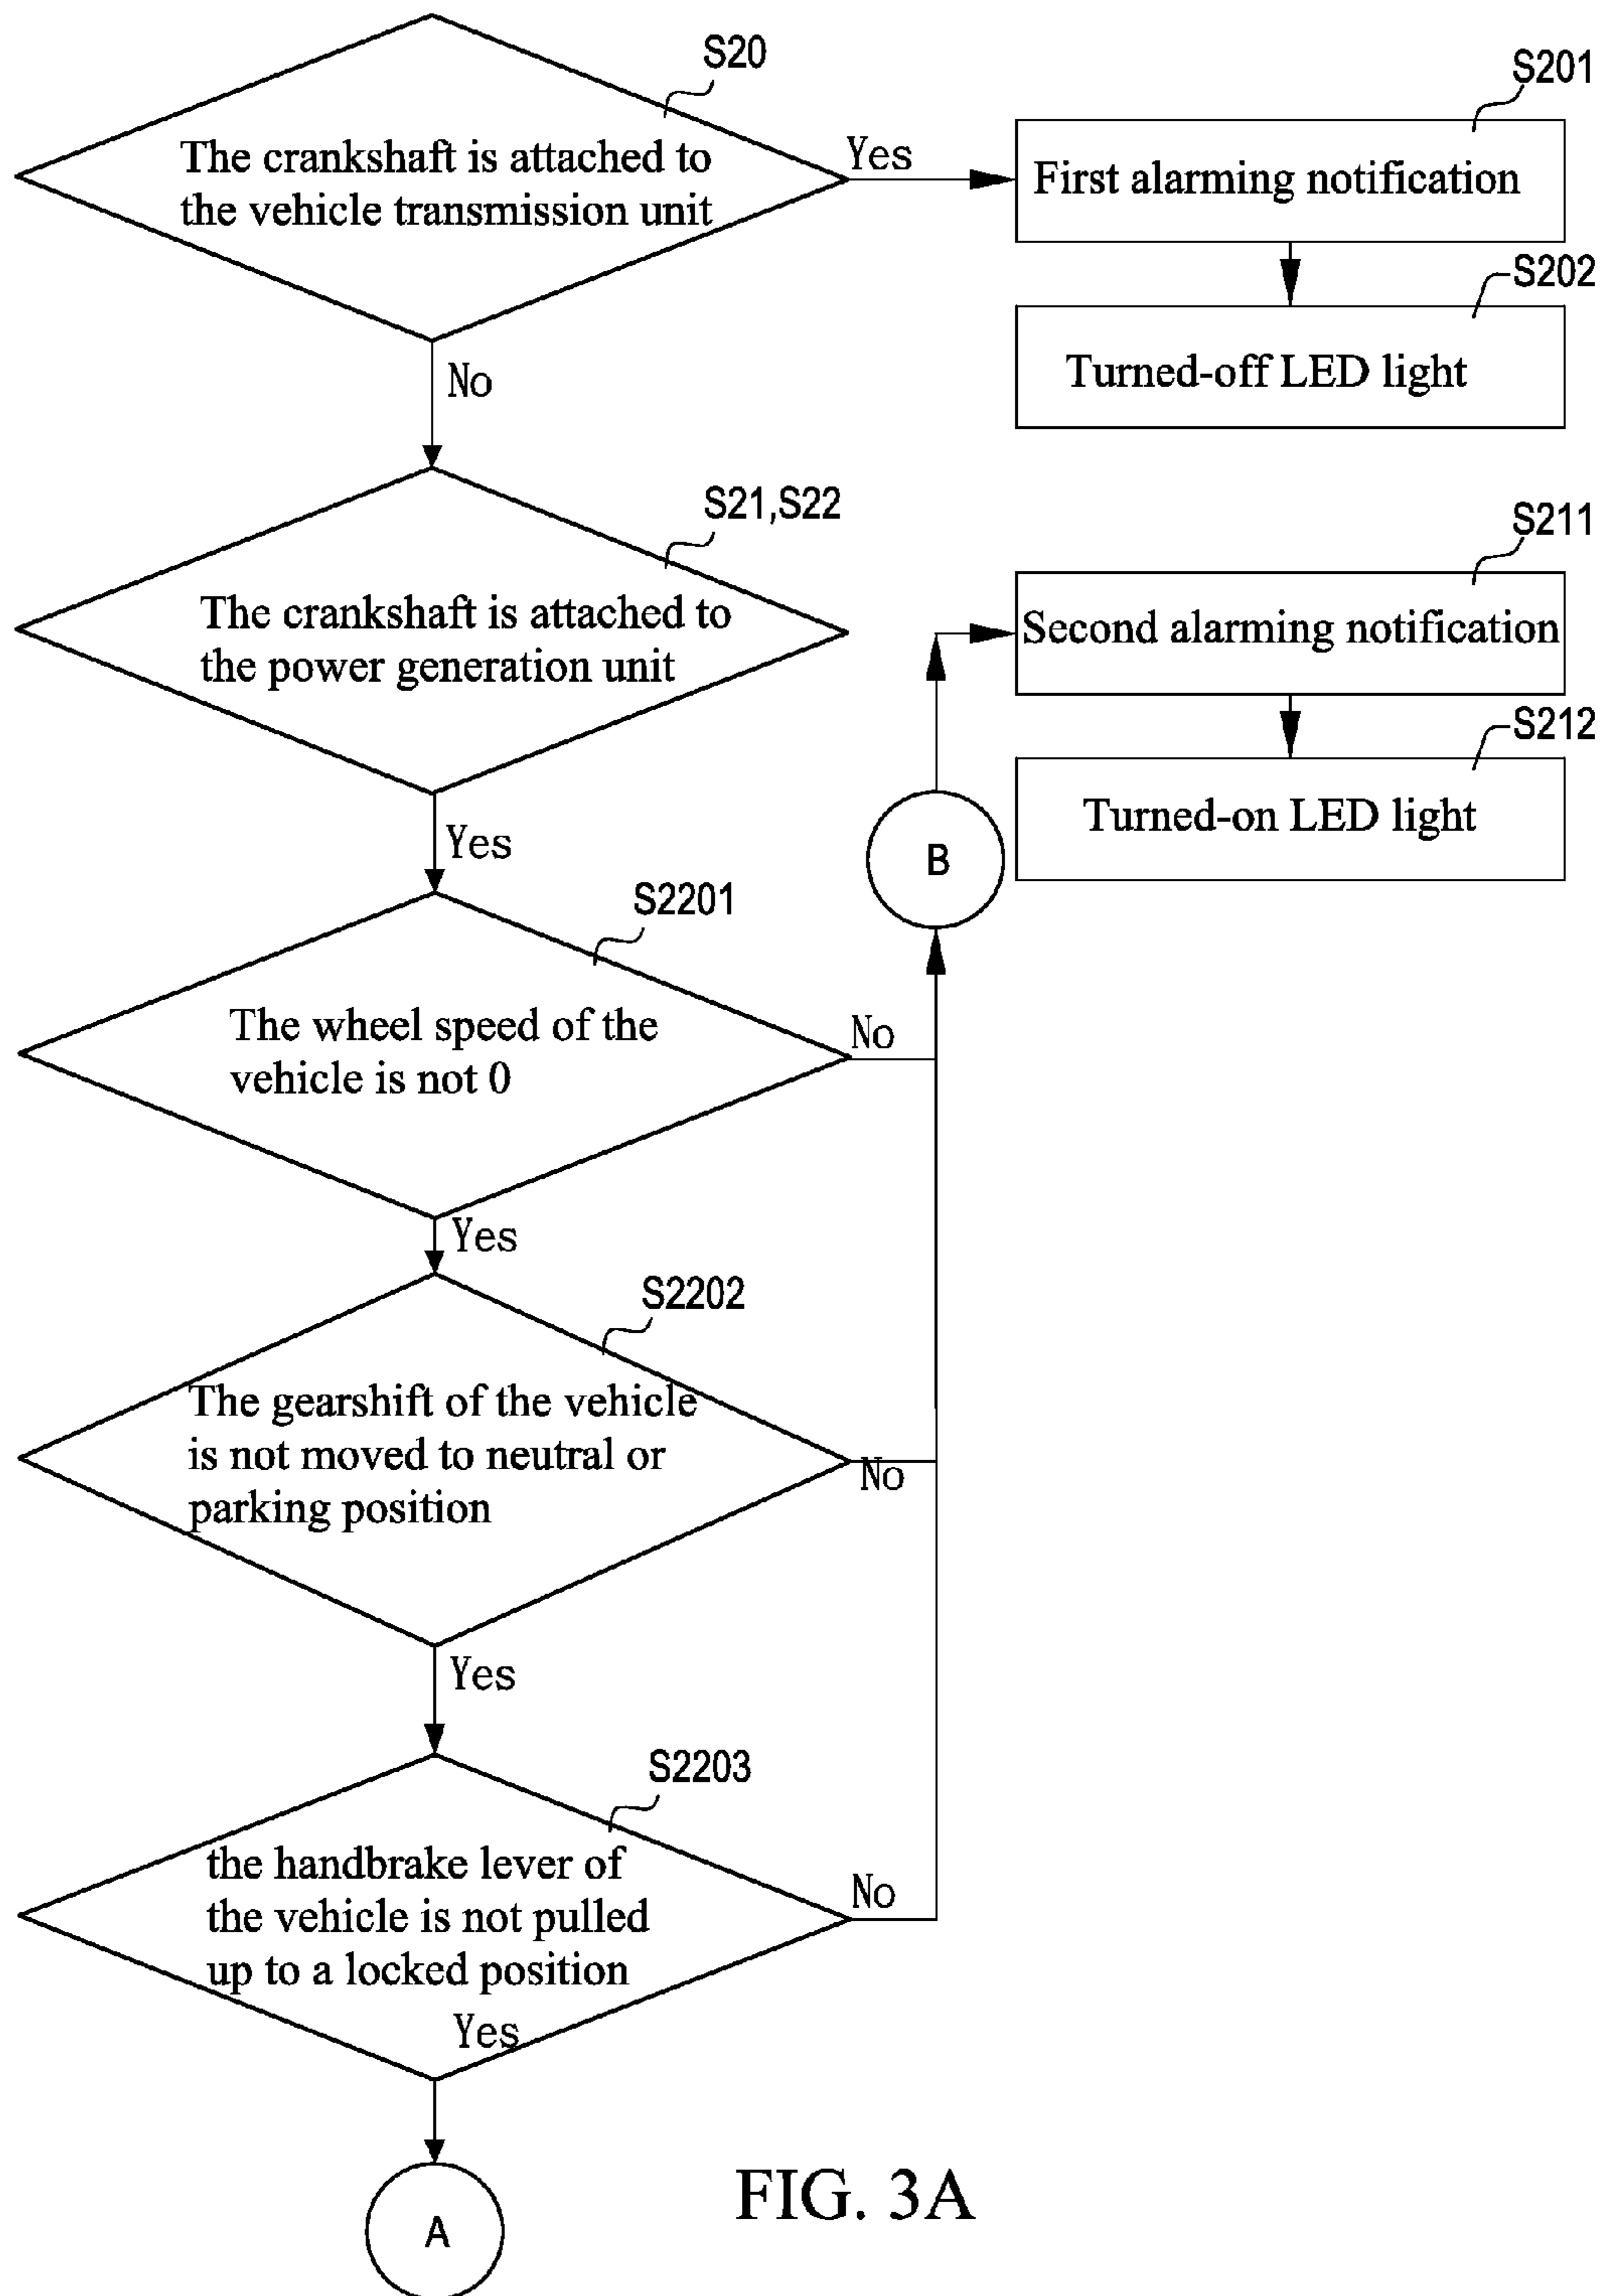 S20
The crankshaft is attached to
the vehicle transmission unit
Yes
S201
First alarming notification
S202
Turned-off LED light
No
S21,S22
The crankshaft is attached to
the power generation unit
S211
Second alarming notification
S212
Turned-on LED light
B
Yes
S2201
The wheel speed of the
vehicle is not 0
No
Yes
S2202
The gearshift of the vehicle
is not moved to neutral or
parking position
No
Yes
S2203
the handbrake lever of
the vehicle is not pulled
up to a locked position
No
Yes
A
FIG. 3A